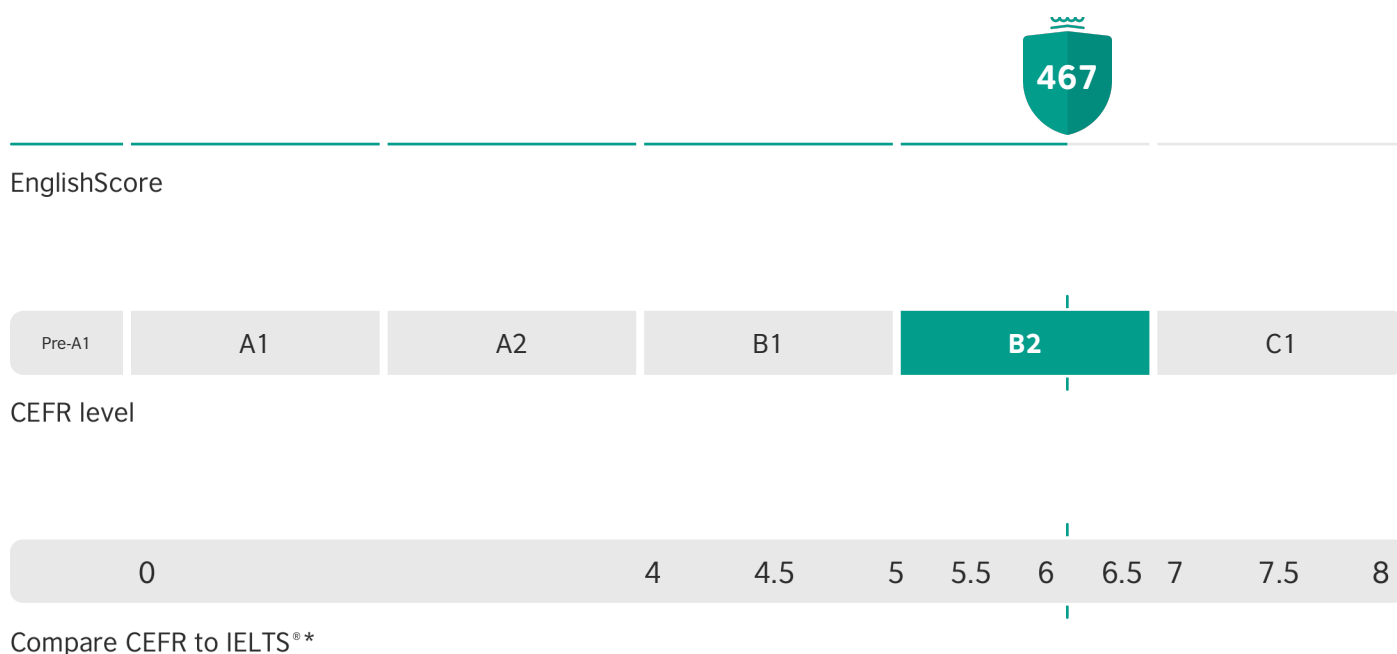 467
EnglishScore
Pre-A1 A1 A2 B1 B2 C1
CEFR level
0 4 4.5 5 5.5 6 6.5 7 7.5 8
Compare CEFR to IELTS®*